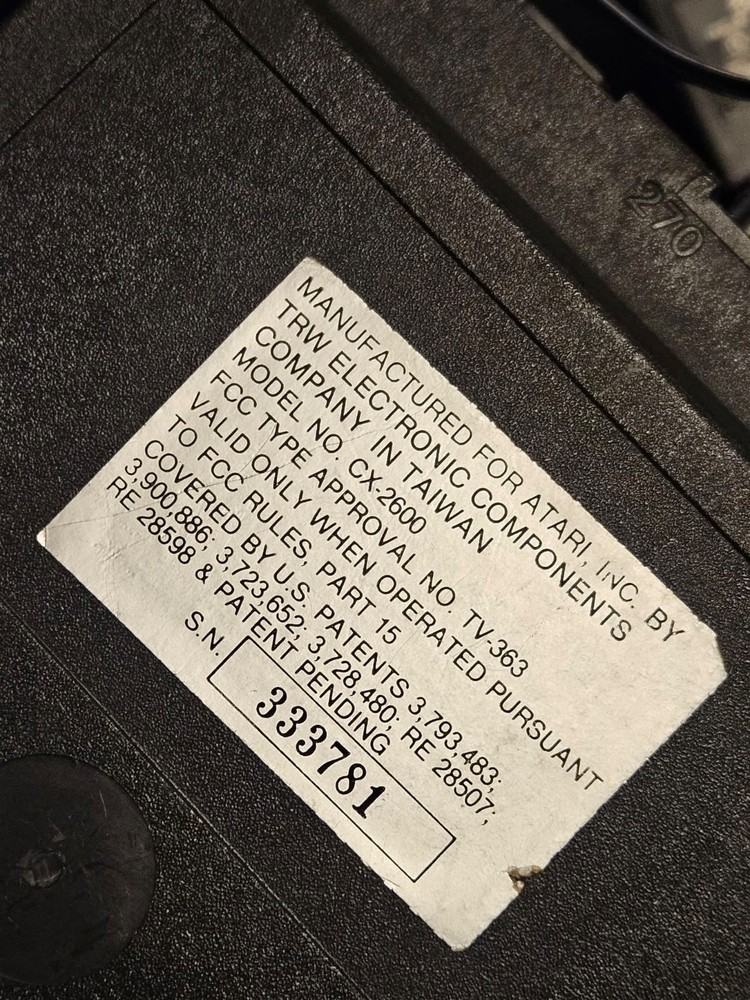 270
MANUFACTURED FOR ATARI, INC. BY
TRW ELECTRONIC COMPONENTS
COMPANY IN TAIWAN
MODEL NO. CX-2600
FCC TYPE APPROVAL NO. TV-363
VALID ONLY WHEN OPERATED PURSUANT
TO FCC RULES, PART 15
COVERED BY U.S. PATENTS 3,793,483;
3,900,886; 3,723,652; 3,728,480; RE 28507;
RE 28598 & PATENT PENDING
S.N. 333781